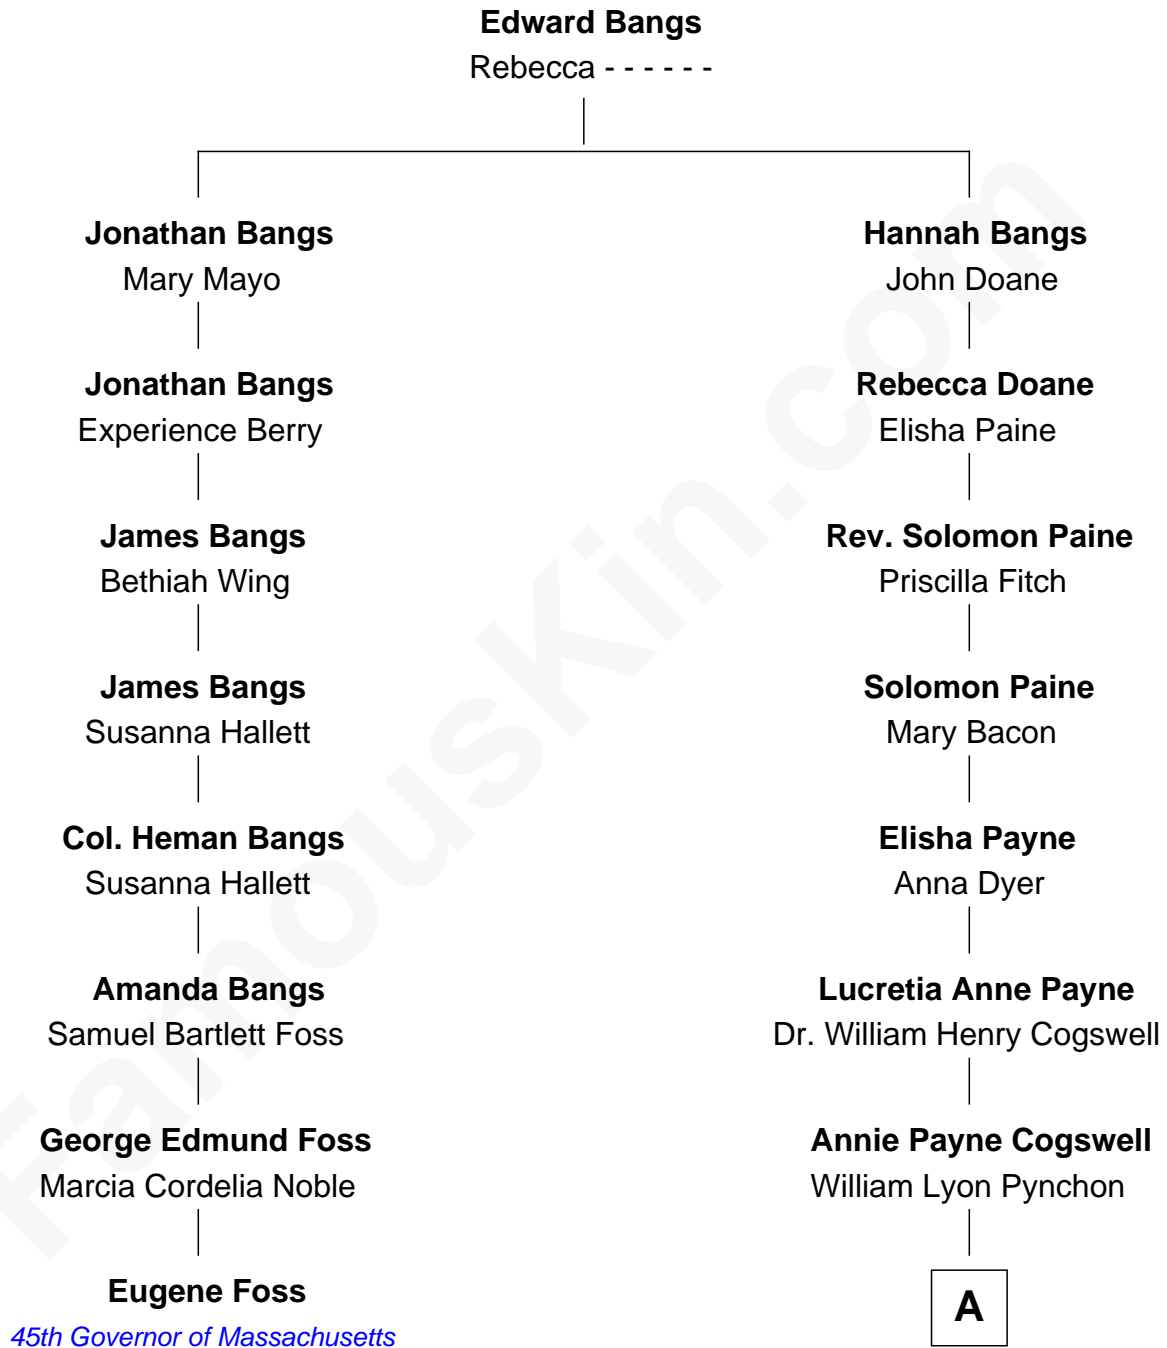 Edward Bangs
Rebecca - - - - - -
Jonathan Bangs
Mary Mayo
Hannah Bangs
John Doane
Jonathan Bangs
Experience Berry
Rebecca Doane
Elisha Paine
James Bangs
Bethiah Wing
Rev. Solomon Paine
Priscilla Fitch
James Bangs
Susanna Hallett
Solomon Paine
Mary Bacon
Col. Heman Bangs
Susanna Hallett
Elisha Payne
Anna Dyer
Amanda Bangs
Samuel Bartlett Foss
Lucretia Anne Payne
Dr. William Henry Cogswell
George Edmund Foss
Marcia Cordelia Noble
Annie Payne Cogswell
William Lyon Pynchon
Eugene Foss
45th Governor of Massachusetts
A
FamousKin.com